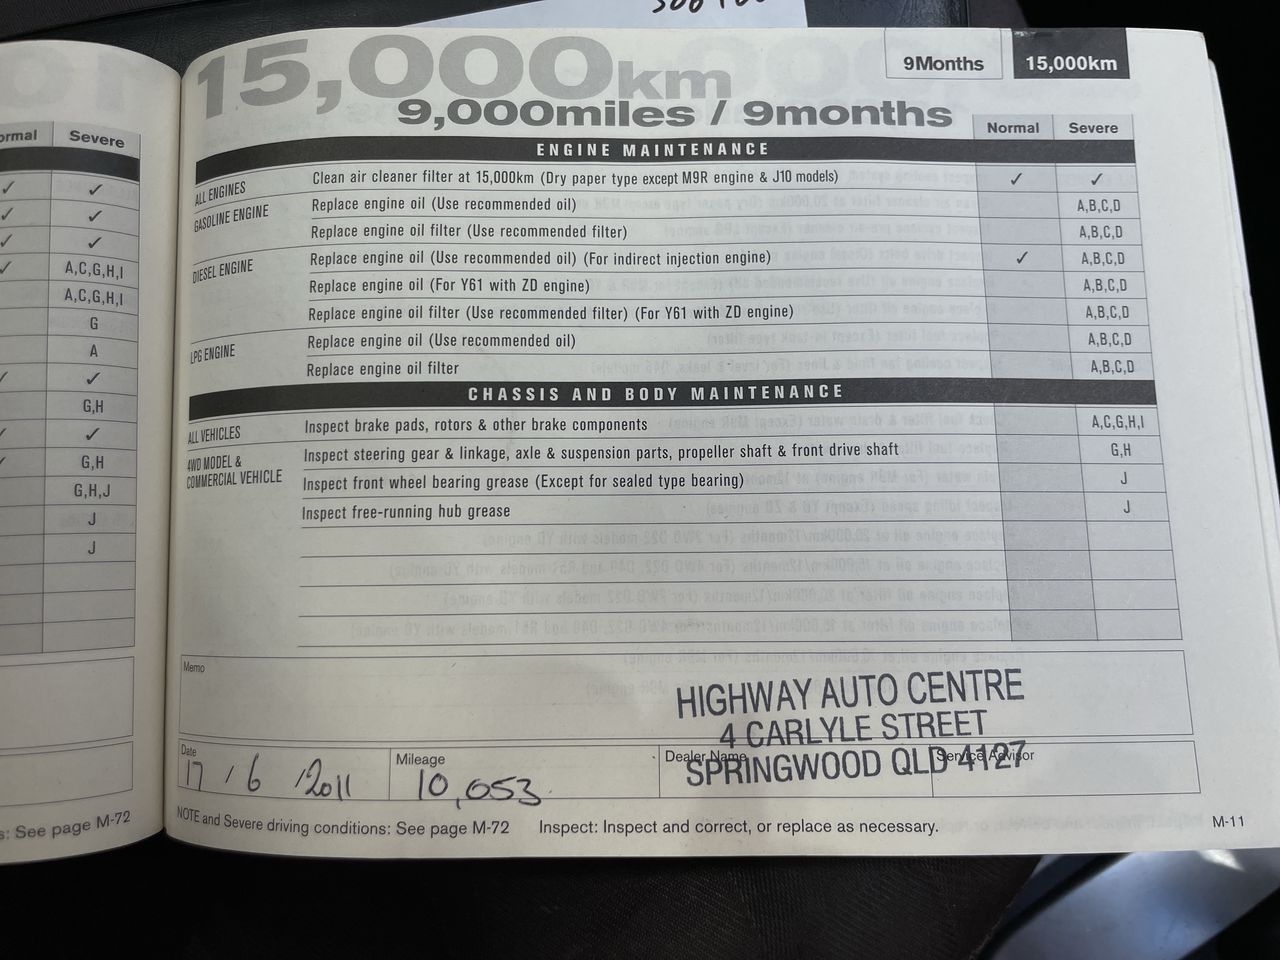 15,000km
9,000miles / 9months
9Months
15,000km
Normal Severe
ENGINE MAINTENANCE
ALL ENGINES Clean air cleaner filter at 15,000km (Dry paper type except M9R engine & J10 models) ✓ ✓
GASOLINE ENGINE Replace engine oil (Use recommended oil) A,B,C,D
Replace engine oil filter (Use recommended filter) A,B,C,D
DIESEL ENGINE Replace engine oil (Use recommended oil) (For indirect injection engine) ✓ A,B,C,D
Replace engine oil (For Y61 with ZD engine) A,B,C,D
Replace engine oil filter (Use recommended filter) (For Y61 with ZD engine) A,B,C,D
LPG ENGINE Replace engine oil (Use recommended oil) A,B,C,D
Replace engine oil filter A,B,C,D
CHASSIS AND BODY MAINTENANCE
ALL VEHICLES Inspect brake pads, rotors & other brake components A,C,G,H,I
4WD MODEL & COMMERCIAL VEHICLE Inspect steering gear & linkage, axle & suspension parts, propeller shaft & front drive shaft G,H
Inspect front wheel bearing grease (Except for sealed type bearing) J
Inspect free-running hub grease J
Memo
HIGHWAY AUTO CENTRE
4 CARLYLE STREET
SPRINGWOOD QLD 4127
Date 17 / 6 / 2011
Mileage 10,053
Dealer Name
Service Advisor
NOTE and Severe driving conditions: See page M-72 Inspect: Inspect and correct, or replace as necessary.
M-11
Severe
✓ ✓
✓ ✓
✓ ✓
✓ A,C,G,H,I
A,C,G,H,I
G
A
✓ ✓
G,H
✓ ✓
✓ G,H
G,H,J
J
J
See page M-72